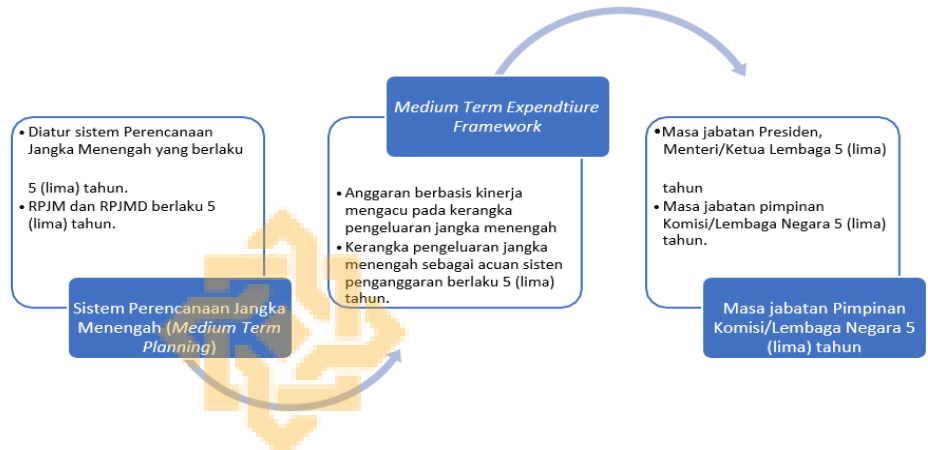 • Diatur sistem Perencanaan
Jangka Menengah yang berlaku
5 (lima) tahun.
• RPJM dan RPJMD berlaku 5
(lima) tahun.
Sistem Perencanaan Jangka
Menengah (Medium Term
Planning)
Medium Term Expendtiure
Framework
• Anggaran berbasis kinerja
mengacu pada kerangka
pengeluaran jangka menengah
• Kerangka pengeluaran jangka
menengah sebagai acuan sisten
penganggaran berlaku 5 (lima)
tahun.
•Masa jabatan Presiden,
Menteri/Ketua Lembaga 5 (lima)
tahun
• Masa jabatan pimpinan
Komisi/Lembaga Negara 5 (lima)
tahun.
Masa jabatan Pimpinan
Komisi/Lembaga Negara 5
(lima) tahun